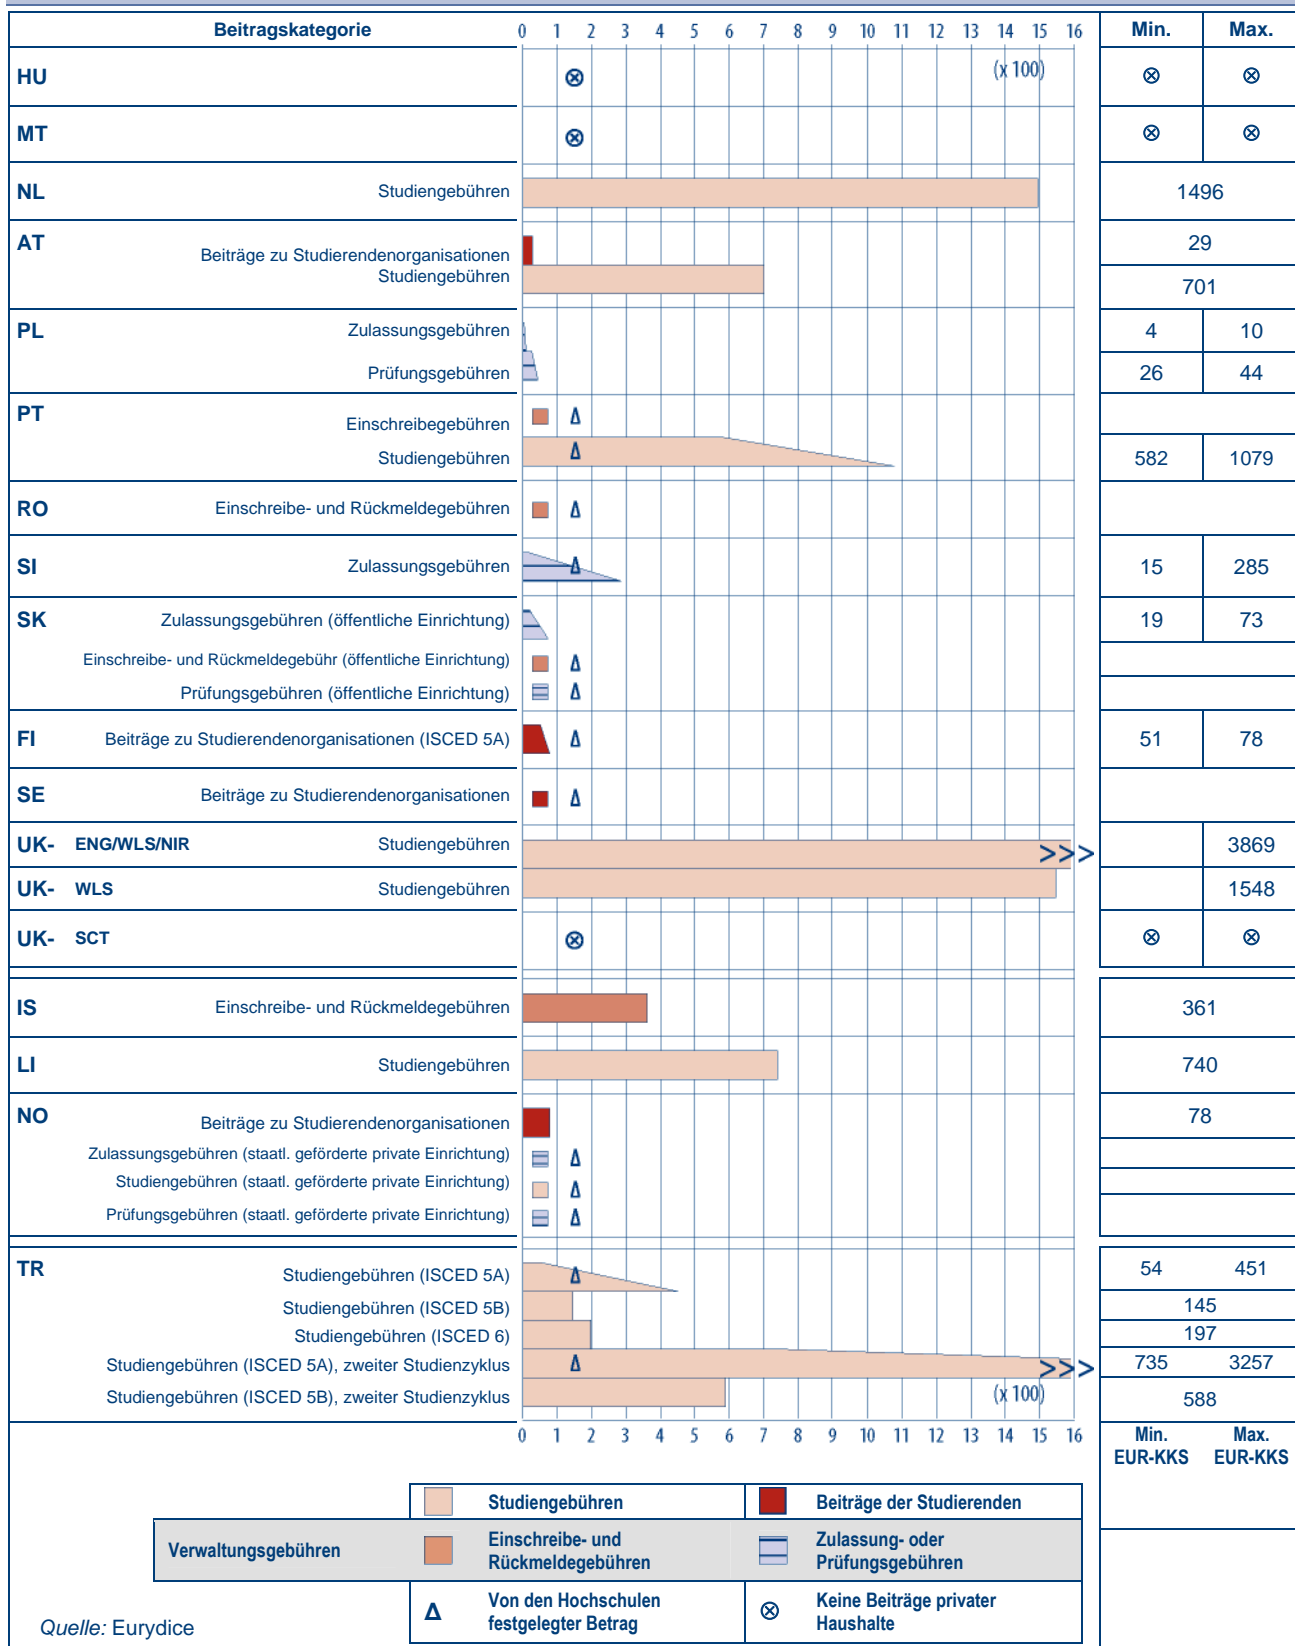 Beitragskategorie 0 1 2 3 4 5 6 7 8 9 10 11 12 13 14 15 16 Min. Max.
HU ⊗ (x 100) ⊗ ⊗
MT ⊗ ⊗ ⊗
NL Studiengebühren 1496
AT Beiträge zu Studierendenorganisationen 29
Studiengebühren 701
PL Zulassungsgebühren 4 10
Prüfungsgebühren 26 44
PT Einschreibegebühren Δ
Studiengebühren Δ 582 1079
RO Einschreibe- und Rückmeldegebühren Δ
SI Zulassungsgebühren Δ 15 285
SK Zulassungsgebühren (öffentliche Einrichtung) 19 73
Einschreibe- und Rückmeldegebühr (öffentliche Einrichtung) Δ
Prüfungsgebühren (öffentliche Einrichtung) Δ
FI Beiträge zu Studierendenorganisationen (ISCED 5A) Δ 51 78
SE Beiträge zu Studierendenorganisationen Δ
UK- ENG/WLS/NIR Studiengebühren >>> 3869
UK- WLS Studiengebühren 1548
UK- SCT ⊗ ⊗ ⊗
IS Einschreibe- und Rückmeldegebühren 361
LI Studiengebühren 740
NO Beiträge zu Studierendenorganisationen 78
Zulassungsgebühren (staatl. geförderte private Einrichtung) Δ
Studiengebühren (staatl. geförderte private Einrichtung) Δ
Prüfungsgebühren (staatl. geförderte private Einrichtung) Δ
TR Studiengebühren (ISCED 5A) Δ 54 451
Studiengebühren (ISCED 5B) 145
Studiengebühren (ISCED 6) 197
Studiengebühren (ISCED 5A), zweiter Studienzyklus Δ >>> 735 3257
Studiengebühren (ISCED 5B), zweiter Studienzyklus (x 100) 588
0 1 2 3 4 5 6 7 8 9 10 11 12 13 14 15 16 Min. Max.
EUR-KKS EUR-KKS
Studiengebühren Beiträge der Studierenden
Verwaltungsgebühren
Einschreibe- und
Rückmeldegebühren
Zulassung- oder
Prüfungsgebühren
Δ Von den Hochschulen
festgelegter Betrag
⊗ Keine Beiträge privater
Haushalte
Quelle: Eurydice